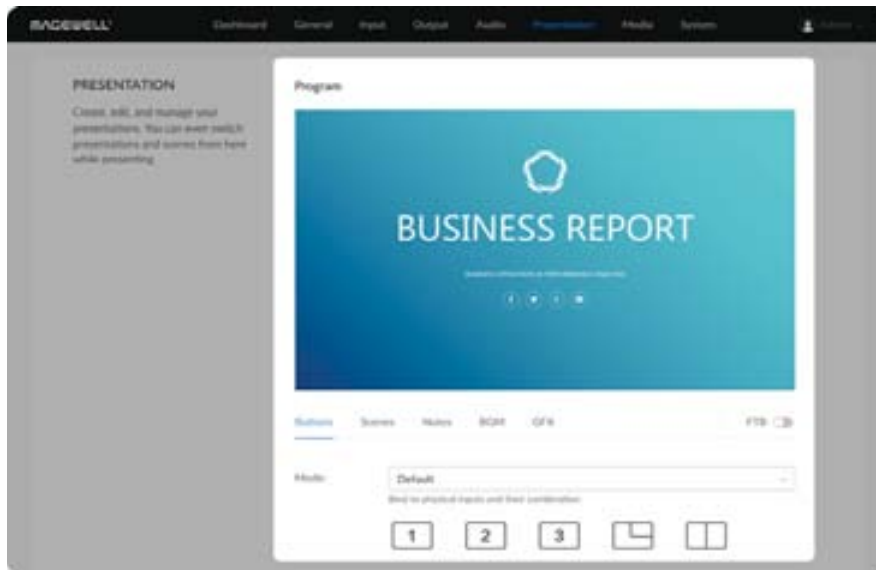 MAGEWELL
Dashboard General Input Output Audio Presentation Media System Admin
PRESENTATION
Create, edit, and manage your
presentations. You can even switch
presentations and scenes from here
while presenting
Program
BUSINESS REPORT
Buttons Scenes Notes BGM GFX FTB
Mode Default
Bind to physical inputs and their combination
1 2 3